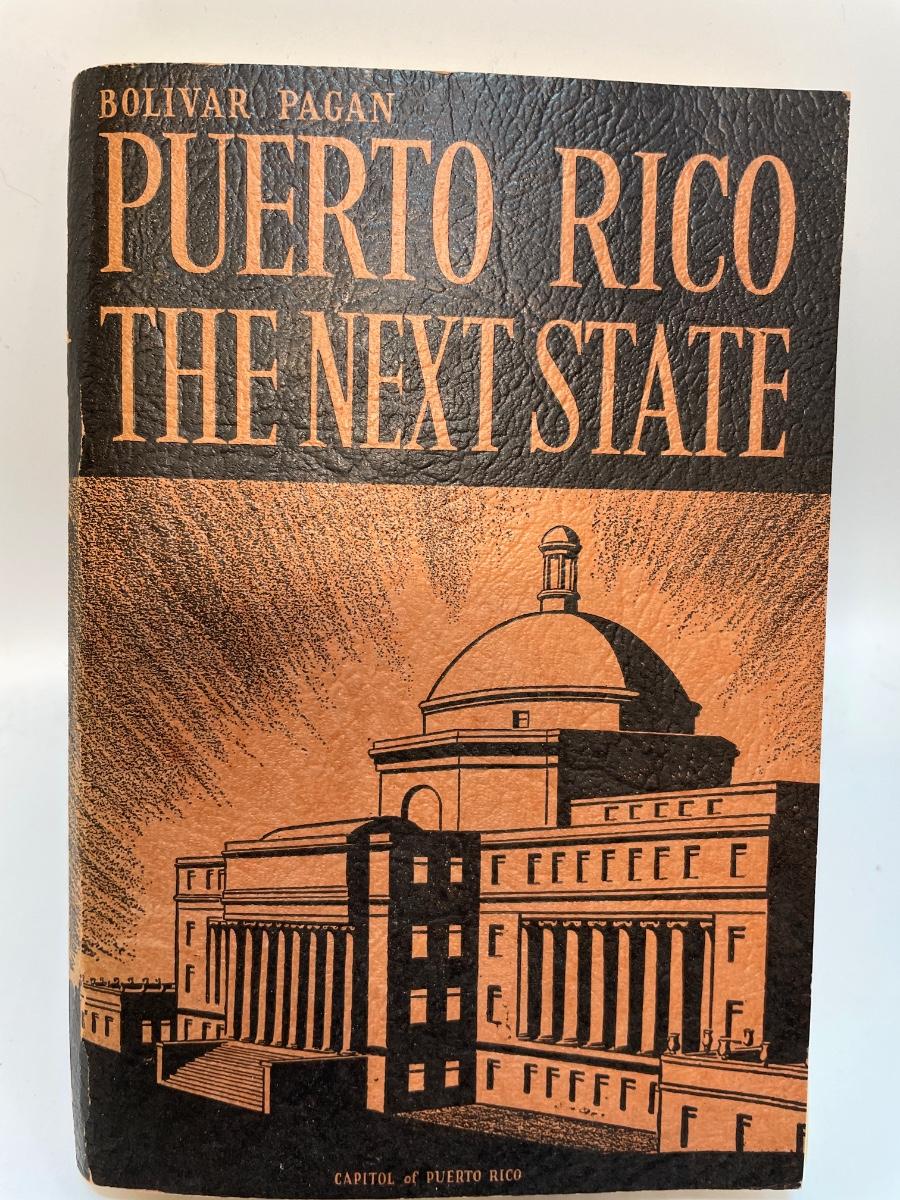 BOLIVAR PAGAN
PUERTO RICO
THE NEXT STATE
CAPITOL of PUERTO RICO